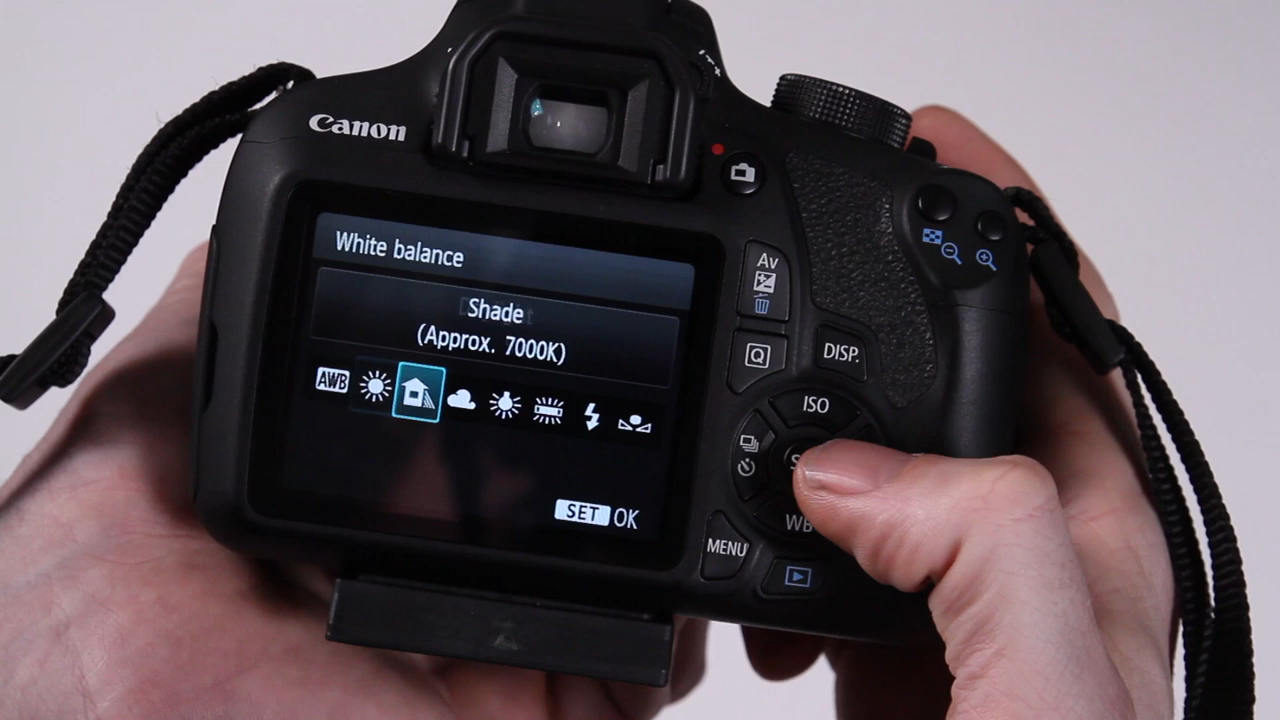 Canon
White balance
Shade
(Approx. 7000K)
AWB
SET OK
Av
Q
DISP.
ISO
WB
MENU